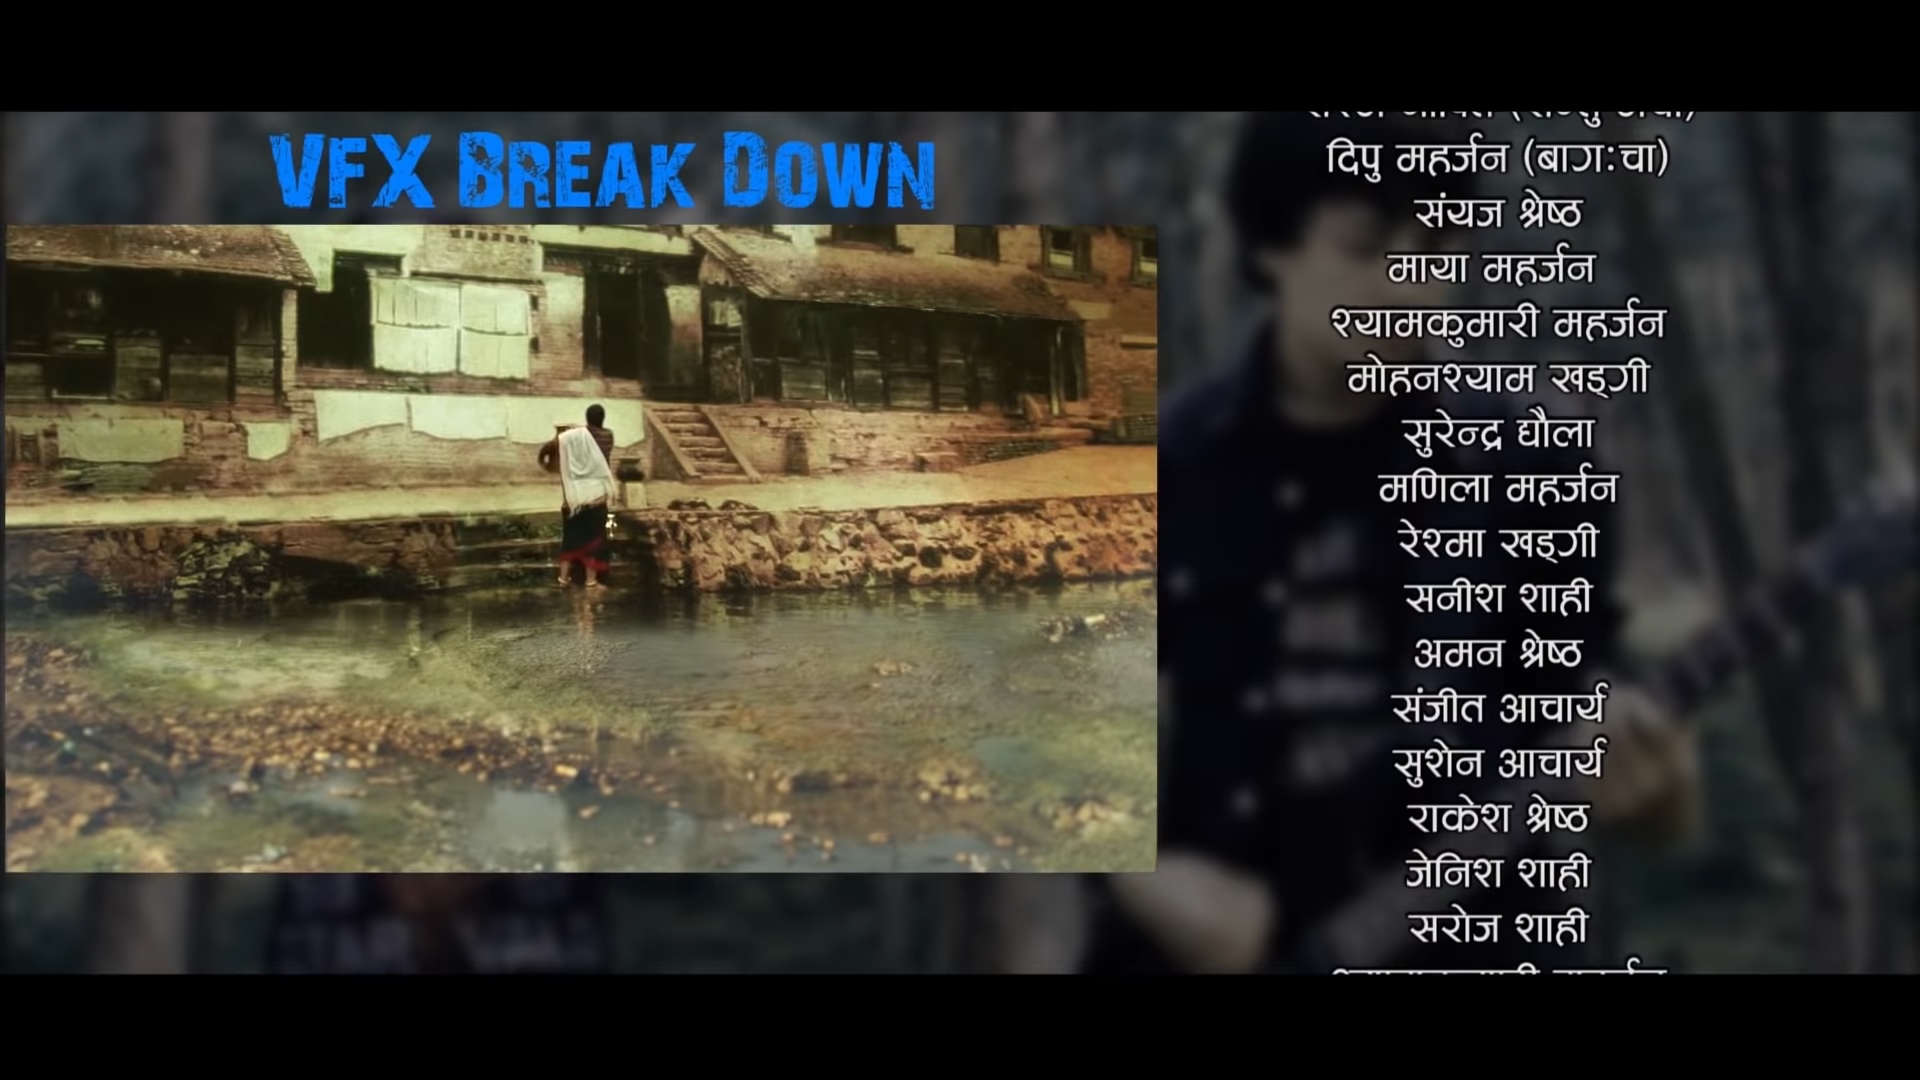 VFX BREAK DOWN
दिपु महर्जन (बागःचा)
संयज श्रेष्ठ
माया महर्जन
श्यामकुमारी महर्जन
मोहनश्याम खड्गी
सुरेन्द्र द्यौला
मणिला महर्जन
रेश्मा खड्गी
सनीश शाही
अमन श्रेष्ठ
संजीत आचार्य
सुशेन आचार्य
राकेश श्रेष्ठ
जेनिश शाही
सरोज शाही